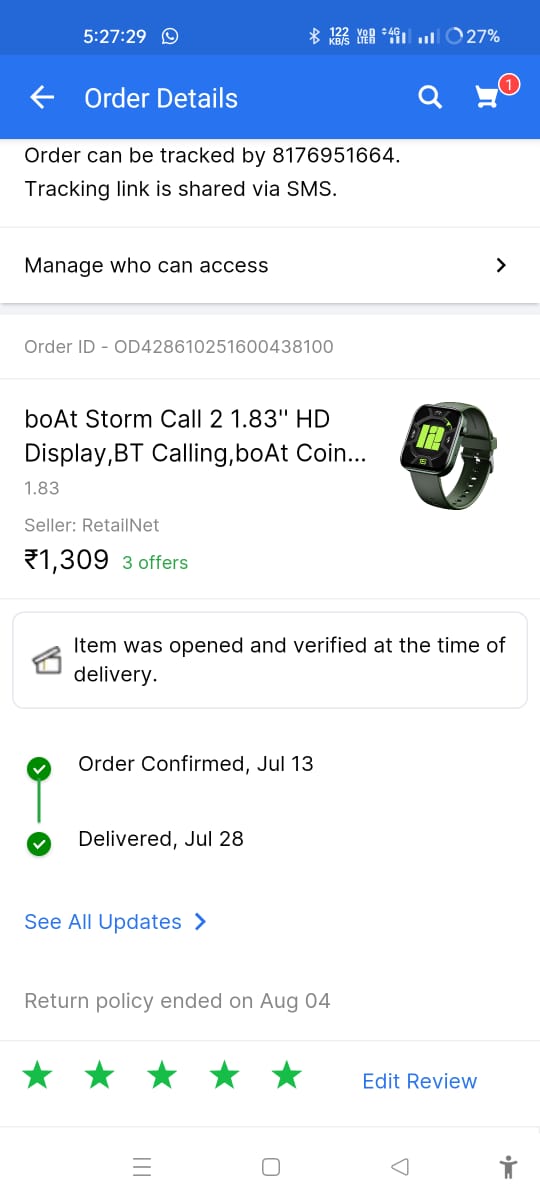 5:27:29 122 KB/S Vo LTE 4G 27%
Order Details 1
Order can be tracked by 8176951664.
Tracking link is shared via SMS.
Manage who can access
Order ID - OD428610251600438100
boAt Storm Call 2 1.83'' HD
Display,BT Calling,boAt Coin...
1.83
Seller: RetailNet
₹1,309 3 offers
Item was opened and verified at the time of
delivery.
Order Confirmed, Jul 13
Delivered, Jul 28
See All Updates
Return policy ended on Aug 04
Edit Review